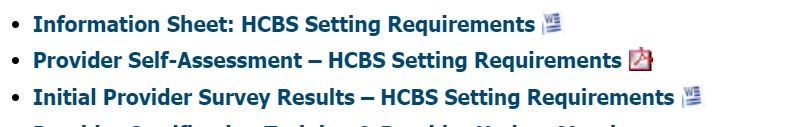 • Information Sheet: HCBS Setting Requirements
• Provider Self-Assessment – HCBS Setting Requirements
• Initial Provider Survey Results – HCBS Setting Requirements